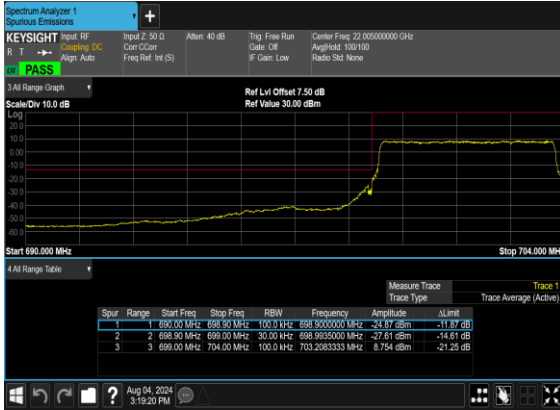 Spectrum Analyzer 1
Spurious Emissions
+
KEYSIGHT Input: RF Input Z: 50 Ω Atten: 40 dB Trig: Free Run Center Freq: 22.005000000 GHz
R T Coupling: DC Corr CCorr Gate: Off Avg|Hold: 100/100
Align: Auto Freq Ref: Int (S) IF Gain: Low Radio Std: None
PASS
3 All Range Graph Ref Lvl Offset 7.50 dB
Scale/Div 10.0 dB Ref Value 30.00 dBm
Log
20.0
10.0
0.00
-10.0
-20.0
-30.0
-40.0
-50.0
-60.0
Start 690.000 MHz Stop 704.000 MH
4 All Range Table
Measure Trace Trace 1
Trace Type Trace Average (Active)
Spur Range Start Freq Stop Freq RBW Frequency Amplitude ΔLimit
1 1 690.00 MHz 698.90 MHz 100.0 kHz 698.9000000 MHz -24.87 dBm -11.87 dB
2 2 698.90 MHz 699.00 MHz 30.00 kHz 698.9935000 MHz -27.61 dBm -14.61 dB
3 3 699.00 MHz 704.00 MHz 100.0 kHz 703.2083333 MHz 8.754 dBm -21.25 dB
? Aug 04, 2024
3:19:20 PM